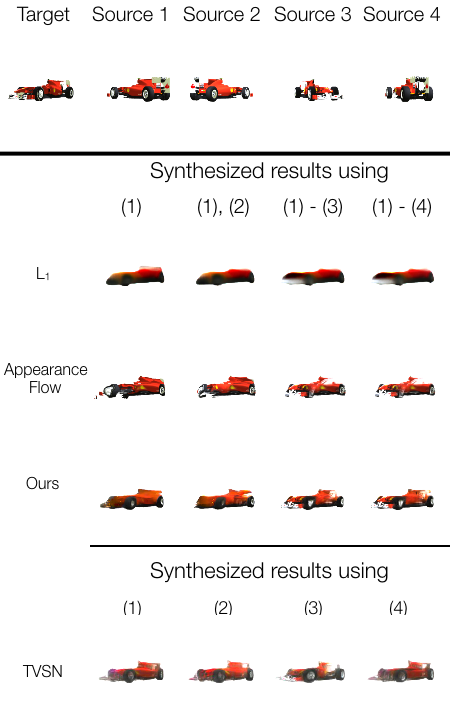 Target Source 1 Source 2 Source 3 Source 4
Synthesized results using
(1) (1), (2) (1) - (3) (1) - (4)
L₁
Appearance
Flow
Ours
Synthesized results using
(1) (2) (3) (4)
TVSN